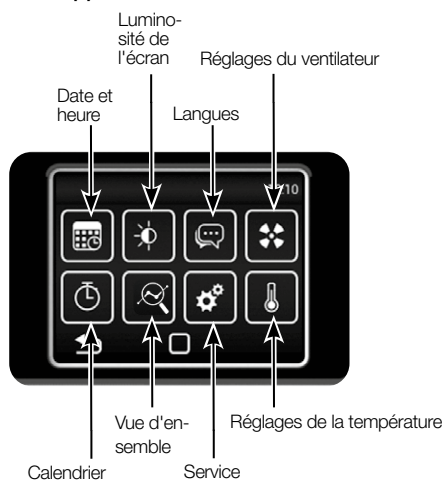 Lumino-
sité de
l'écran
Réglages du ventilateur
Date et
heure
Langues
Vue d'en-
semble
Réglages de la température
Calendrier
Service